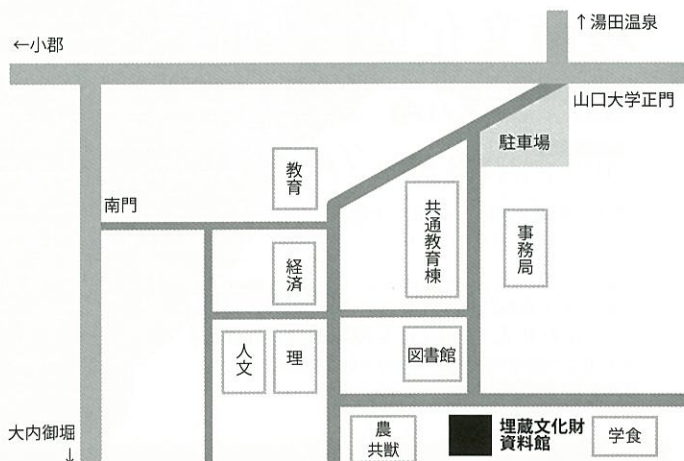 ↑湯田温泉
←小郡
山口大学正門
駐車場
教育
南門
共通教育棟
事務局
経済
人文
理
図書館
大内御堀
↓
農
共獣
埋蔵文化財
資料館
学食